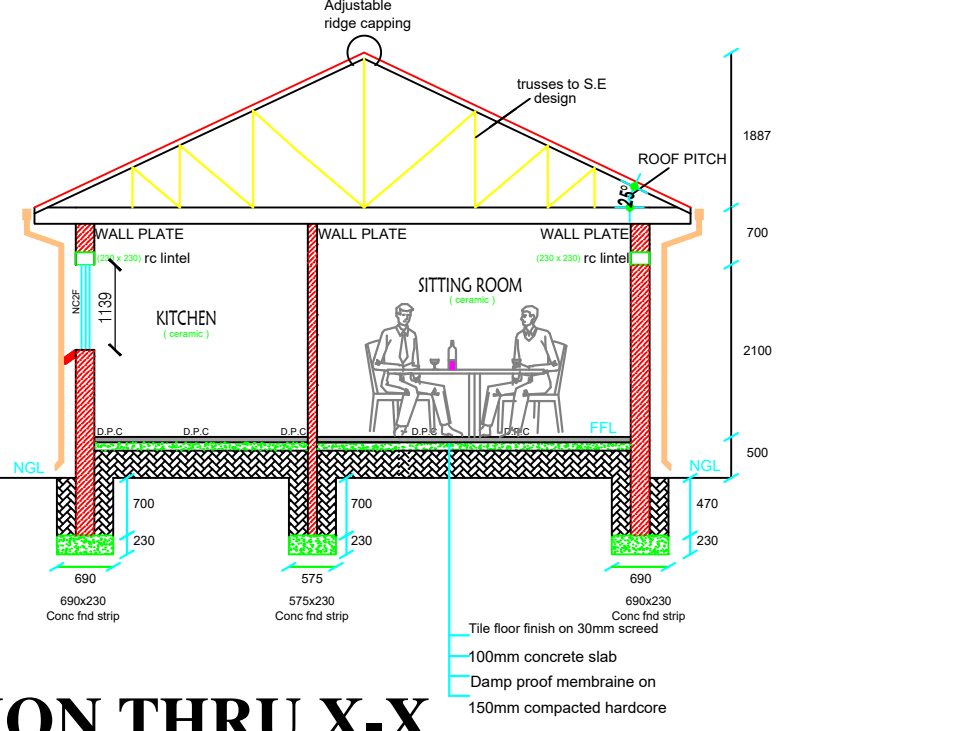 Adjustable
ridge capping
trusses to S.E
design
1887
ROOF PITCH
25°
WALL PLATE
WALL PLATE
WALL PLATE
700
(230 x 230) rc lintel
(230 x 230) rc lintel
NC2F
1139
KITCHEN
( ceramic )
SITTING ROOM
( ceramic )
2100
D.P.C
D.P.C
D.P.C
D.P.C
D.P.C
FFL
500
NGL
NGL
700
700
470
230
230
230
690
575
690
690x230
Conc fnd strip
575x230
Conc fnd strip
690x230
Conc fnd strip
Tile floor finish on 30mm screed
100mm concrete slab
Damp proof membraine on
150mm compacted hardcore
ION THRU X-X